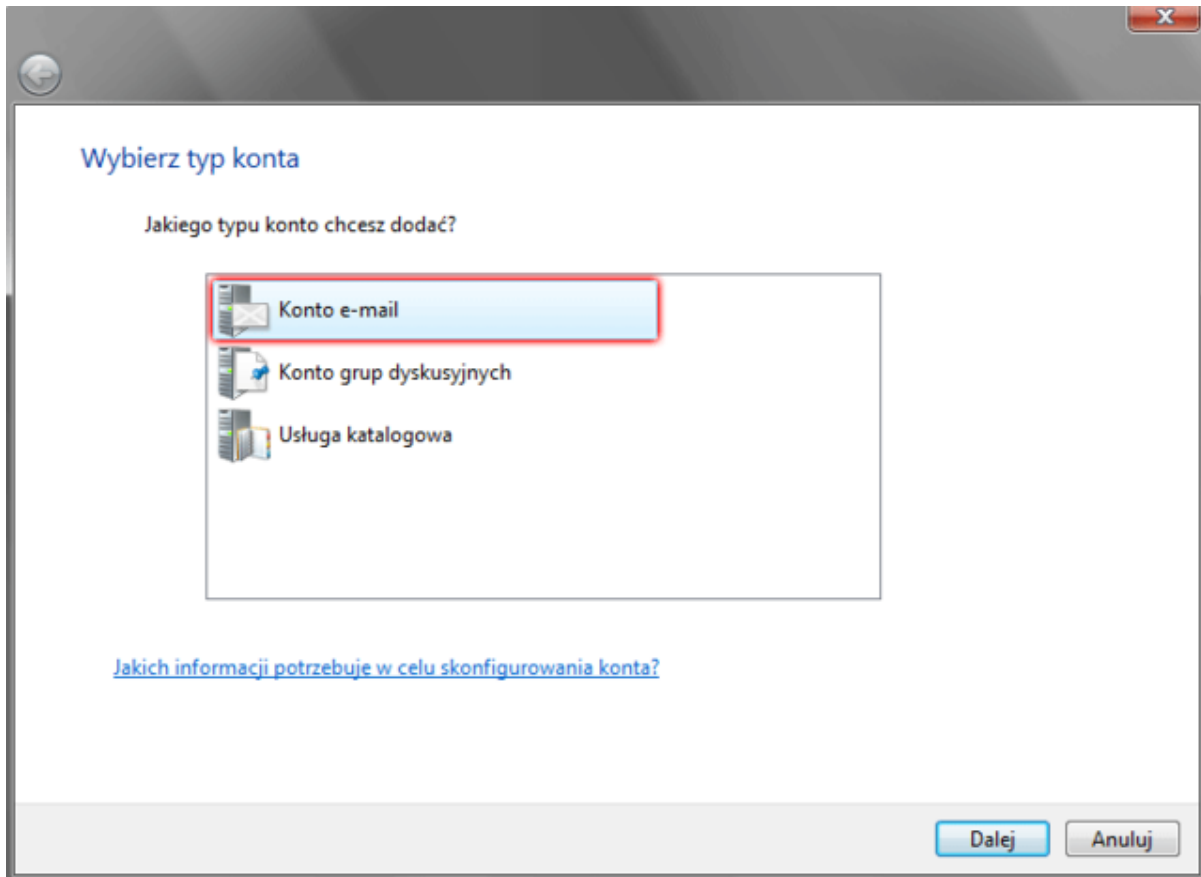 Wybierz typ konta
Jakiego typu konto chcesz dodać?
Konto e-mail
Konto grup dyskusyjnych
Usługa katalogowa
Jakich informacji potrzebuje w celu skonfigurowania konta?
Dalej Anuluj